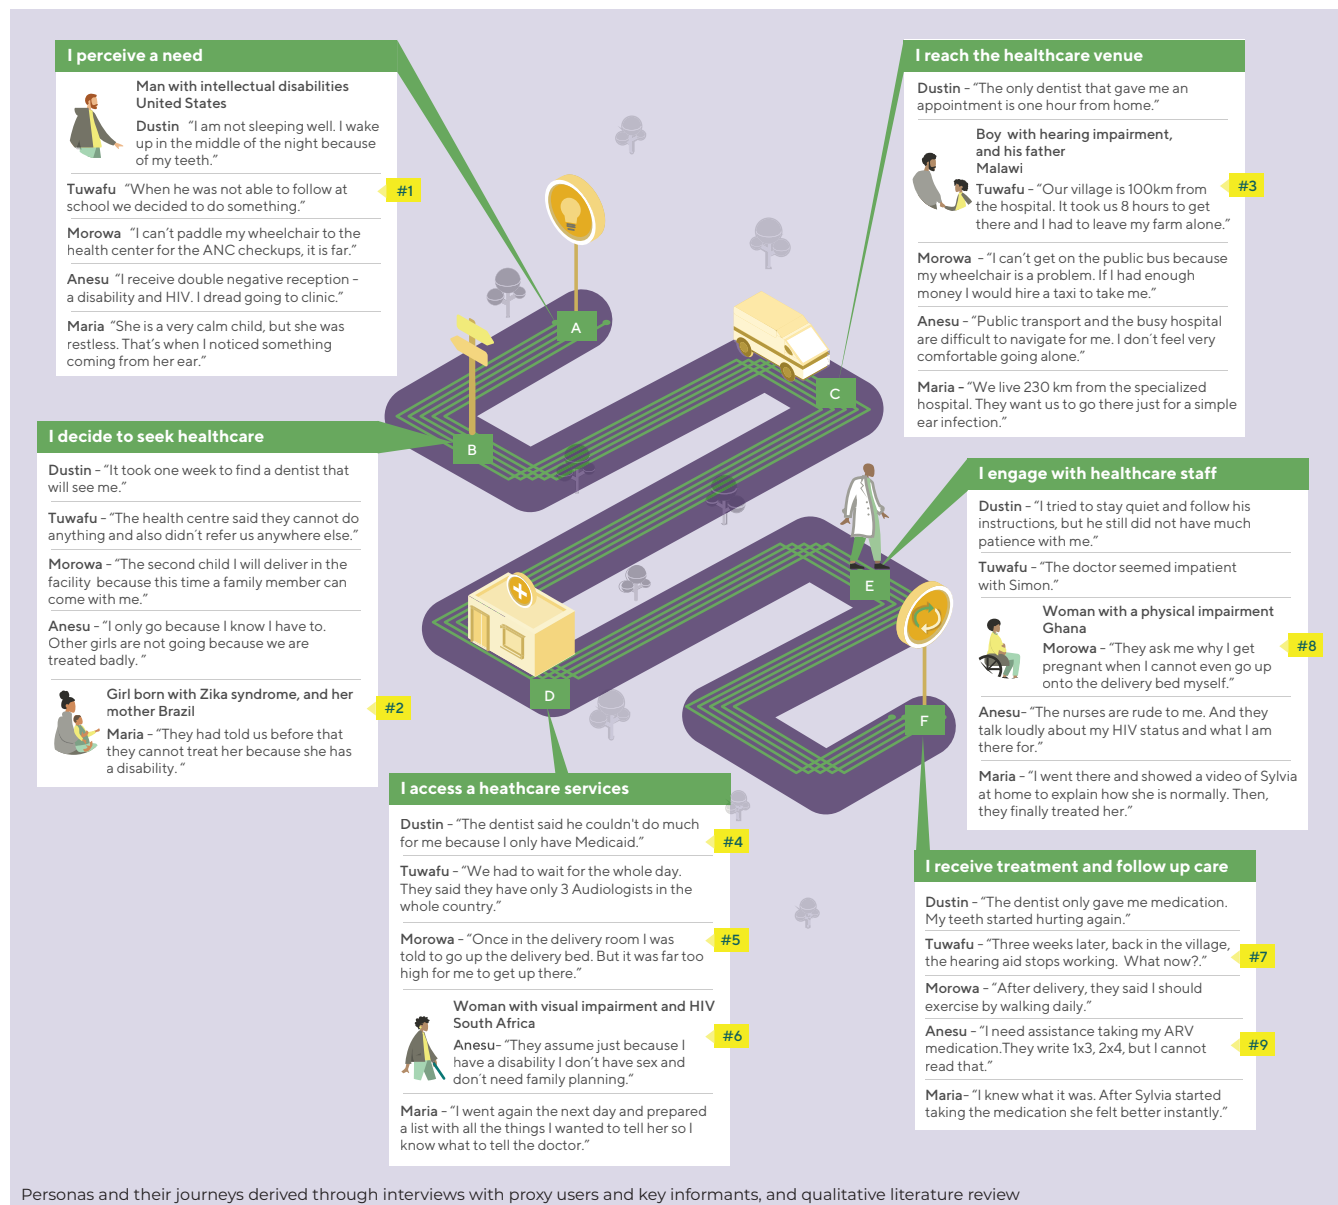 I perceive a need
Man with intellectual disabilities
United States
Dustin “I am not sleeping well. I wake
up in the middle of the night because
of my teeth.”
Tuwafu “When he was not able to follow at
school we decided to do something.”
#1
Morowa “I can’t paddle my wheelchair to the
health center for the ANC checkups, it is far.”
Anesu “I receive double negative reception –
a disability and HIV. I dread going to clinic.”
Maria “She is a very calm child, but she was
restless. That’s when I noticed something
coming from her ear.”
A
I decide to seek healthcare
Dustin – “It took one week to find a dentist that
will see me.”
Tuwafu – “The health centre said they cannot do
anything and also didn´t refer us anywhere else.”
Morowa – “The second child I will deliver in the
facility because this time a family member can
come with me.”
Anesu – “I only go because I know I have to.
Other girls are not going because we are
treated badly. ”
Girl born with Zika syndrome, and her
mother Brazil
Maria – “They had told us before that
they cannot treat her because she has
a disability. ”
#2
B
I reach the healthcare venue
Dustin – “The only dentist that gave me an
appointment is one hour from home.”
Boy with hearing impairment,
and his father
Malawi
Tuwafu – “Our village is 100km from
the hospital. It took us 8 hours to get
there and I had to leave my farm alone.”
#3
Morowa – “I can’t get on the public bus because
my wheelchair is a problem. If I had enough
money I would hire a taxi to take me.”
Anesu – “Public transport and the busy hospital
are difficult to navigate for me. I don´t feel very
comfortable going alone.”
Maria – “We live 230 km from the specialized
hospital. They want us to go there just for a simple
ear infection.”
C
I access a heathcare services
Dustin – “The dentist said he couldn't do much
for me because I only have Medicaid.”
#4
Tuwafu – “We had to wait for the whole day.
They said they have only 3 Audiologists in the
whole country.”
Morowa – “Once in the delivery room I was
told to go up the delivery bed. But it was far too
high for me to get up there.”
#5
Woman with visual impairment and HIV
South Africa
Anesu– “They assume just because I
have a disability I don’t have sex and
don´t need family planning.”
#6
Maria – “I went again the next day and prepared
a list with all the things I wanted to tell her so I
know what to tell the doctor.”
D
I engage with healthcare staff
Dustin – “I tried to stay quiet and follow his
instructions, but he still did not have much
patience with me.”
Tuwafu – “The doctor seemed impatient
with Simon.”
Woman with a physical impairment
Ghana
Morowa – “They ask me why I get
pregnant when I cannot even go up
onto the delivery bed myself.”
#8
Anesu– “The nurses are rude to me. And they
talk loudly about my HIV status and what I am
there for.”
Maria – “I went there and showed a video of Sylvia
at home to explain how she is normally. Then,
they finally treated her.”
E
I receive treatment and follow up care
Dustin – “The dentist only gave me medication.
My teeth started hurting again.”
Tuwafu – “Three weeks later, back in the village,
the hearing aid stops working. What now?.”
#7
Morowa – “After delivery, they said I should
exercise by walking daily.”
Anesu – “I need assistance taking my ARV
medication.They write 1x3, 2x4, but I cannot
read that.”
#9
Maria– “I knew what it was. After Sylvia started
taking the medication she felt better instantly.”
F
Personas and their journeys derived through interviews with proxy users and key informants, and qualitative literature review